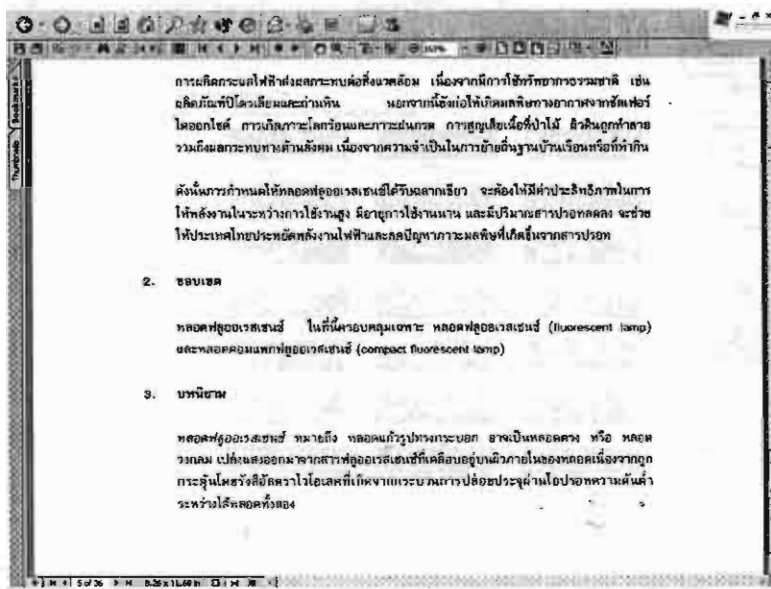 การผลิตกระแสไฟฟ้าส่งผลกระทบต่อสิ่งแวดล้อม เนื่องจากมีการใช้ทรัพยากรธรรมชาติ เช่น
ผลิตภัณฑ์ปิโตรเลียมและถ่านหิน นอกจากนี้ยังก่อให้เกิดมลพิษทางอากาศจากซัลเฟอร์
ไดออกไซด์ การเกิดภาวะโลกร้อนและภาวะฝนกรด การสูญเสียเนื้อที่ป่าไม้ ผิวดินถูกทำลาย
รวมถึงผลกระทบทางด้านสังคม เนื่องจากความจำเป็นในการย้ายถิ่นฐานบ้านเรือนหรือที่ทำกิน
ดังนั้นการกำหนดให้หลอดฟลูออเรสเซนซ์ได้รับฉลากเขียว จะต้องให้มีค่าประสิทธิภาพในการ
ให้พลังงานในระหว่างการใช้งานสูง มีอายุการใช้งานนาน และมีปริมาณสารปรอทลดลง จะช่วย
ให้ประเทศไทยประหยัดพลังงานไฟฟ้าและลดปัญหาภาวะมลพิษที่เกิดขึ้นจากสารปรอท
2. ขอบเขต
หลอดฟลูออเรสเซนซ์ ในที่นี้ครอบคลุมเฉพาะ หลอดฟลูออเรสเซนซ์ (fluorescent lamp)
และหลอดคอมแพกฟลูออเรสเซนซ์ (compact fluorescent lamp)
3. บทนิยาม
หลอดฟลูออเรสเซนซ์ หมายถึง หลอดแก้วรูปทรงกระบอก อาจเป็นหลอดตรง หรือ หลอด
วงกลม เปล่งแสงออกมาจากสารฟลูออเรสเซนซ์ที่เคลือบอยู่บนผิวภายในของหลอดเนื่องจากถูก
กระตุ้นโดยรังสีอัลตราไวโอเลตที่เกิดจากกระบวนการปล่อยประจุผ่านไอปรอทความดันต่ำ
ระหว่างไส้หลอดทั้งสอง
Bookmarks
Thumbnails
5 of 26
8.26 x 11.69 in